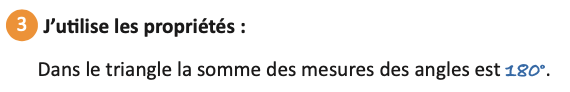 3 J’utilise les propriétés :
Dans le triangle la somme des mesures des angles est 180°.